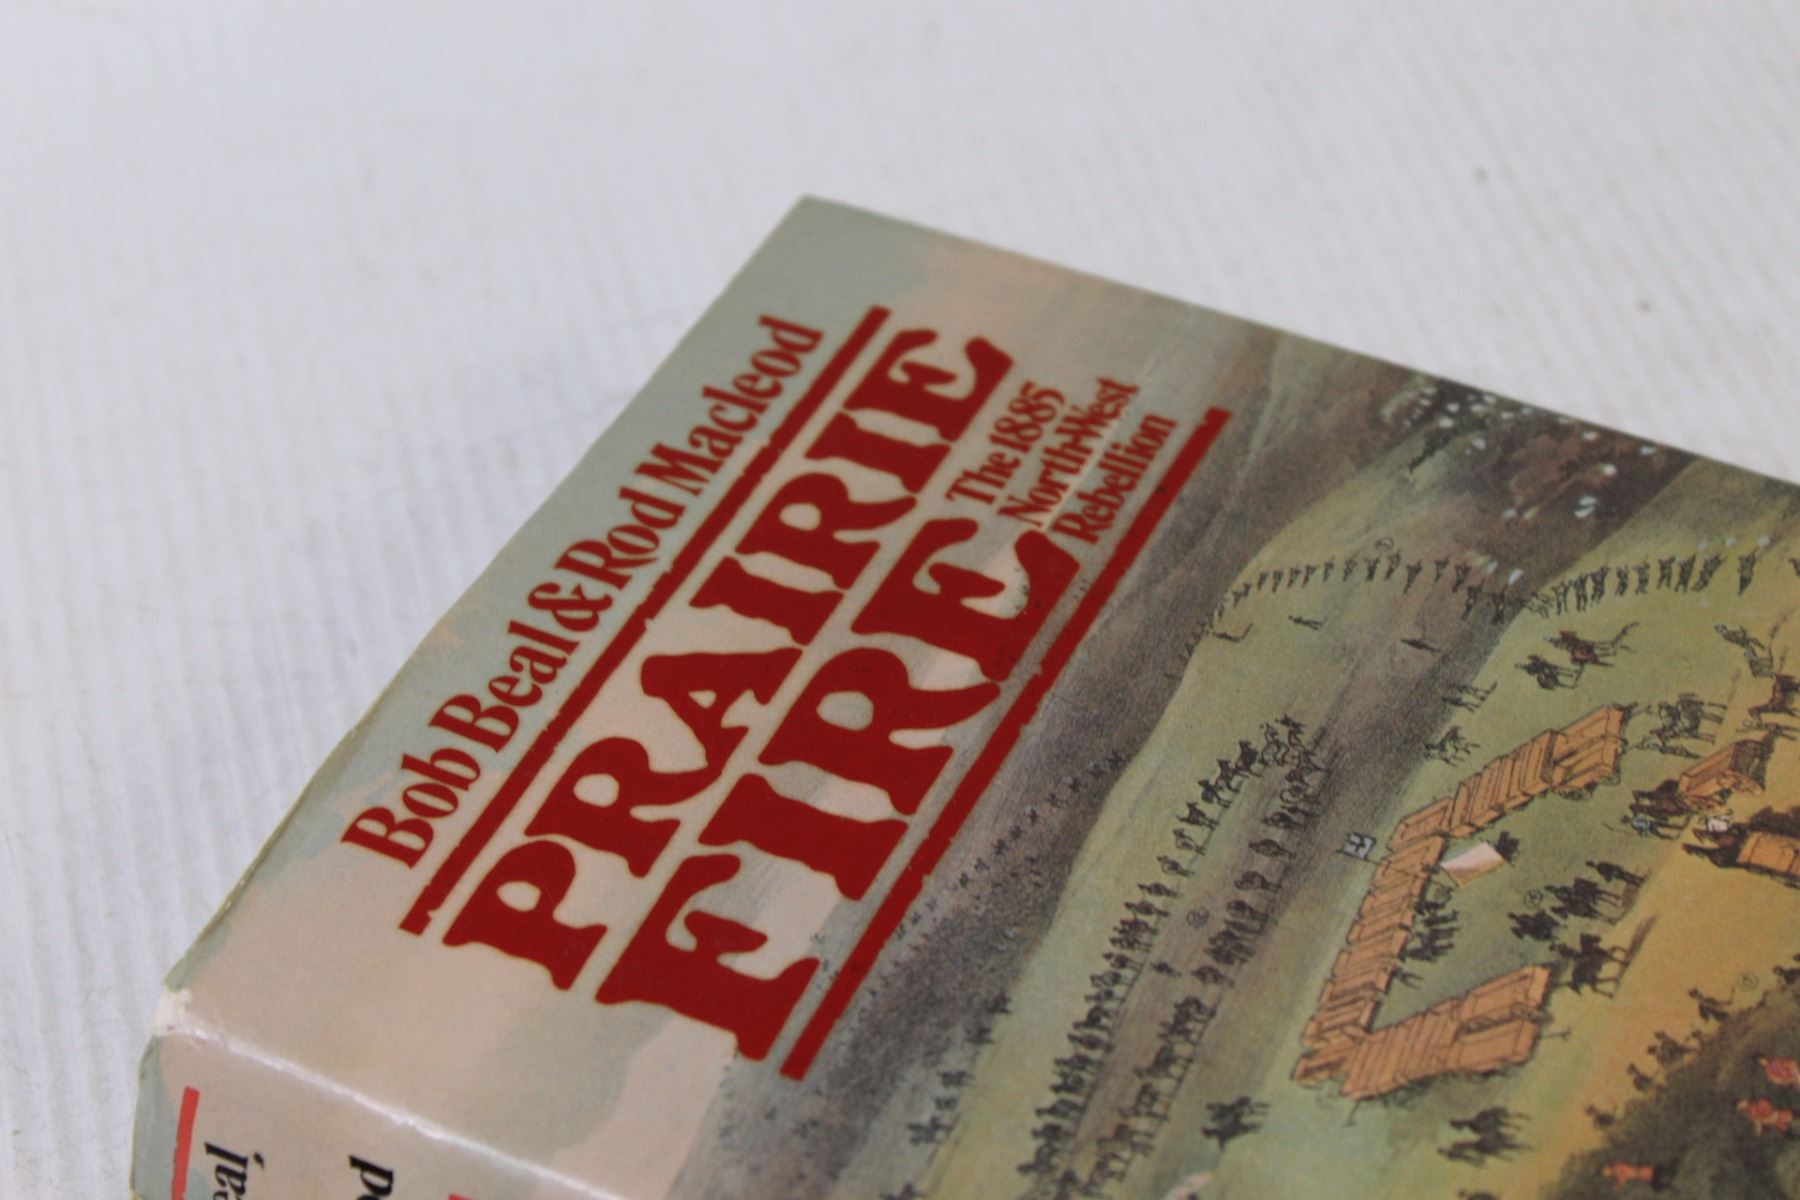 Bob Beal & Rod Macleod
PRAIRIE
FIRE
The 1885
North-West
Rebellion